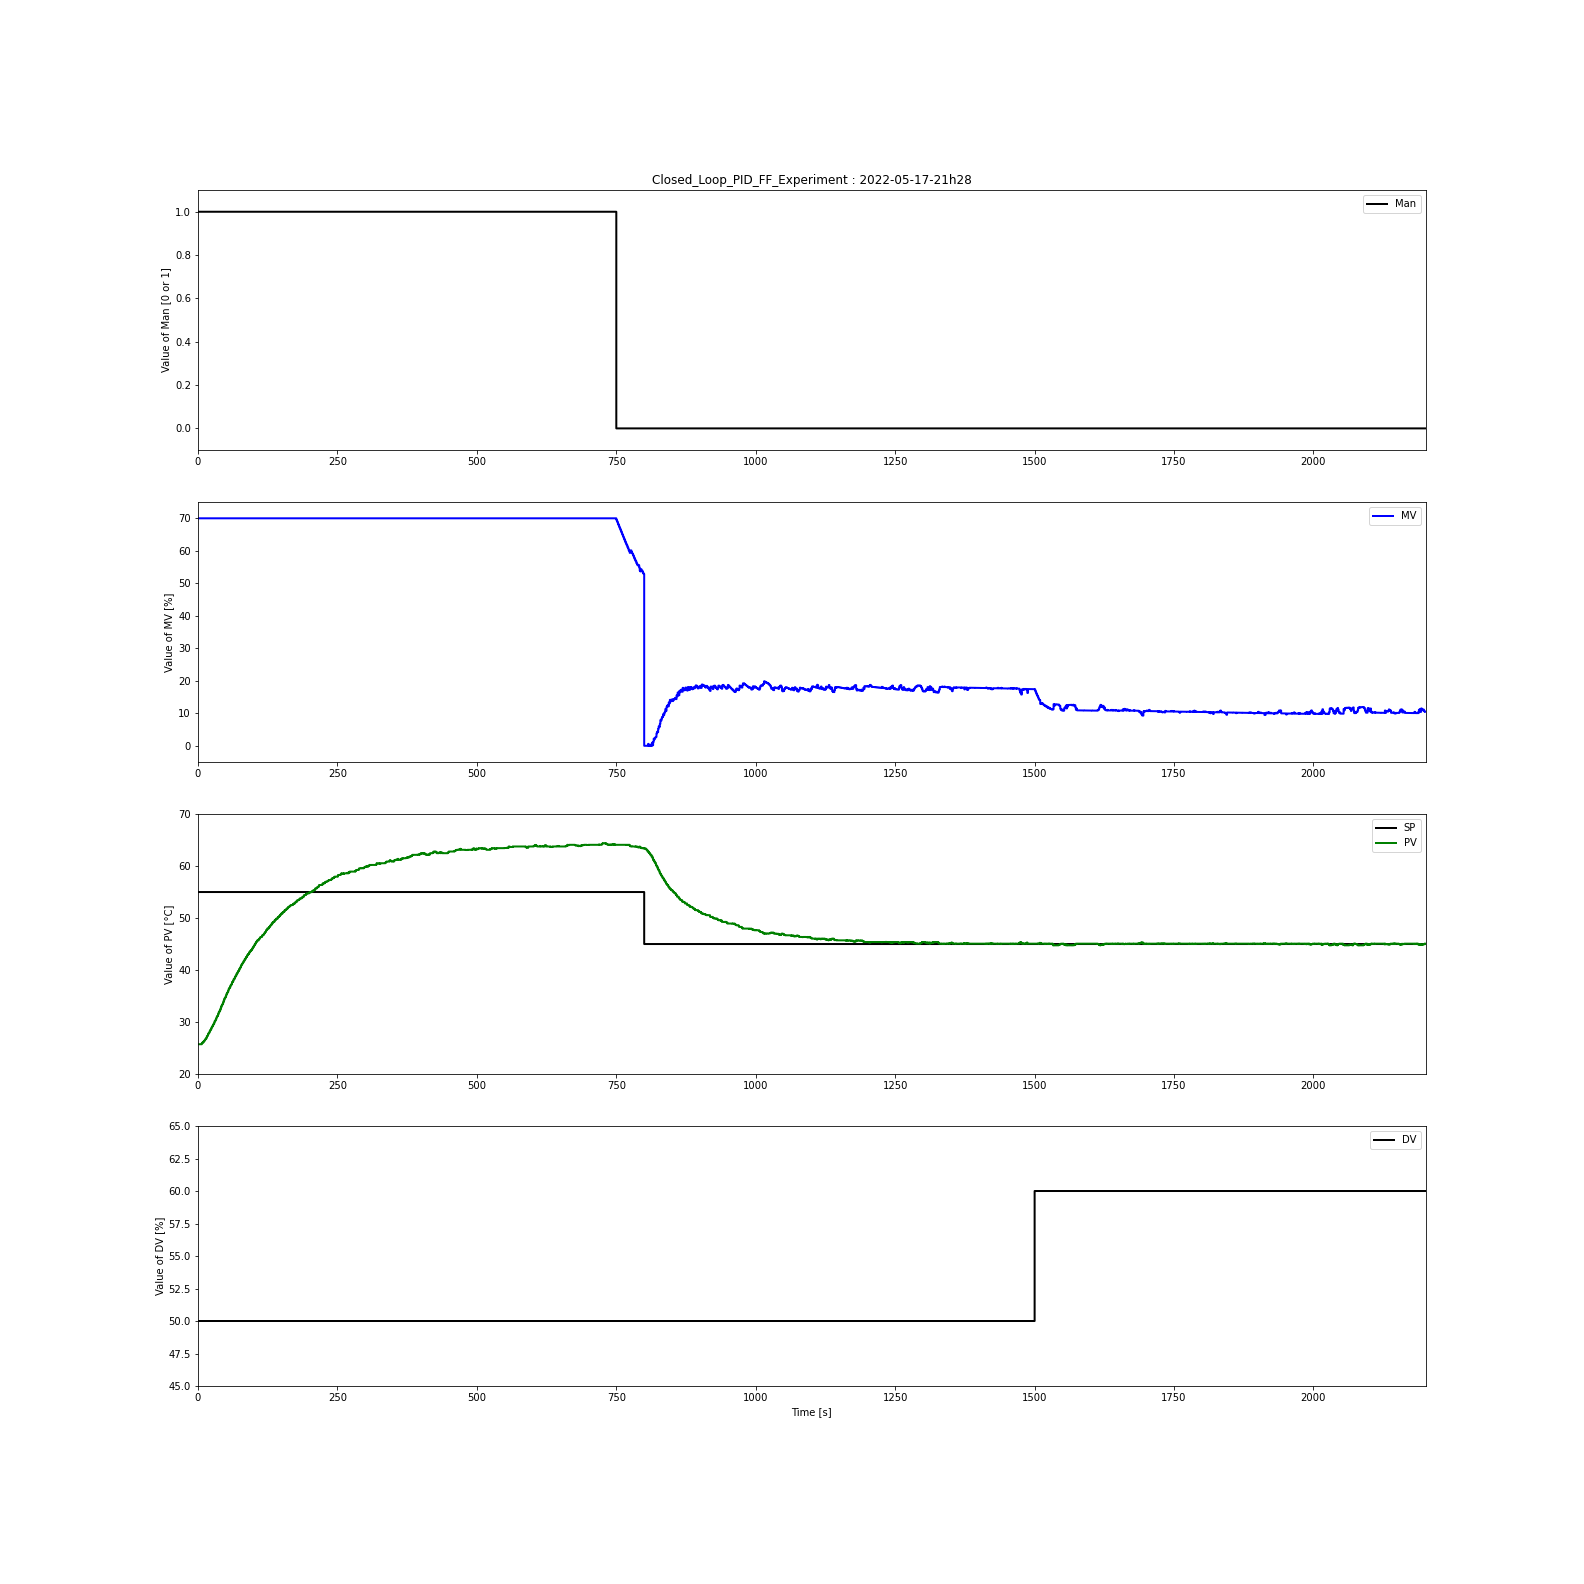 Closed_Loop_PID_FF_Experiment : 2022-05-17-21h28
Value of Man [0 or 1]
1.0
0.8
0.6
0.4
0.2
0.0
Man
0 250 500 750 1000 1250 1500 1750 2000
Value of MV [%]
70
60
50
40
30
20
10
0
MV
0 250 500 750 1000 1250 1500 1750 2000
Value of PV [°C]
70
60
50
40
30
20
SP
PV
0 250 500 750 1000 1250 1500 1750 2000
Value of DV [%]
65.0
62.5
60.0
57.5
55.0
52.5
50.0
47.5
45.0
DV
0 250 500 750 1000 1250 1500 1750 2000
Time [s]